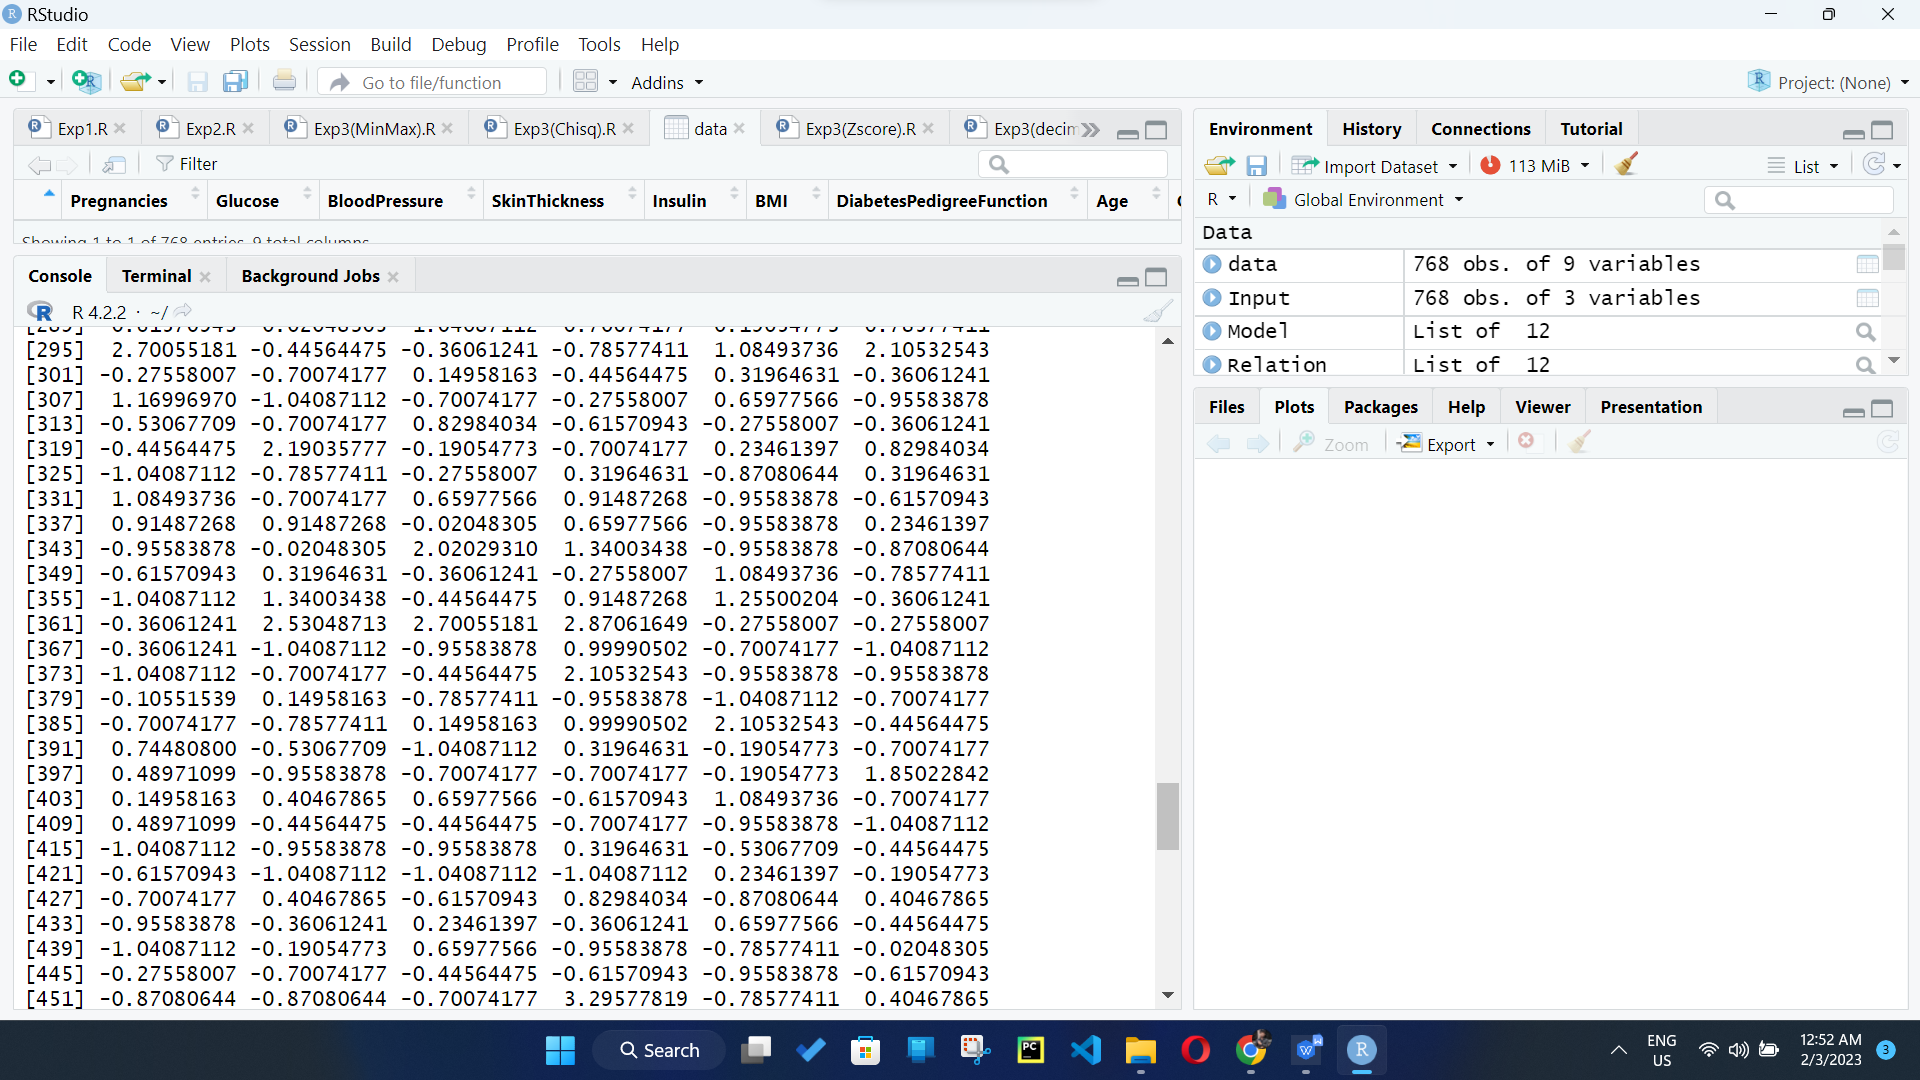 RStudio
File Edit Code View Plots Session Build Debug Profile Tools Help
Go to file/function Addins Project: (None)
Exp1.R Exp2.R Exp3(MinMax).R Exp3(Chisq).R data Exp3(Zscore).R Exp3(decim
Filter
Pregnancies Glucose BloodPressure SkinThickness Insulin BMI DiabetesPedigreeFunction Age
Showing 1 to 1 of 768 entries, 9 total columns
Console Terminal Background Jobs
R 4.2.2 · ~/
[289] 0.61570943 0.02048305 1.04087112 0.70074177 0.19054773 0.78577411
[295] 2.70055181 -0.44564475 -0.36061241 -0.78577411 1.08493736 2.10532543
[301] -0.27558007 -0.70074177 0.14958163 -0.44564475 0.31964631 -0.36061241
[307] 1.16996970 -1.04087112 -0.70074177 -0.27558007 0.65977566 -0.95583878
[313] -0.53067709 -0.70074177 0.82984034 -0.61570943 -0.27558007 -0.36061241
[319] -0.44564475 2.19035777 -0.19054773 -0.70074177 0.23461397 0.82984034
[325] -1.04087112 -0.78577411 -0.27558007 0.31964631 -0.87080644 0.31964631
[331] 1.08493736 -0.70074177 0.65977566 0.91487268 -0.95583878 -0.61570943
[337] 0.91487268 0.91487268 -0.02048305 0.65977566 -0.95583878 0.23461397
[343] -0.95583878 -0.02048305 2.02029310 1.34003438 -0.95583878 -0.87080644
[349] -0.61570943 0.31964631 -0.36061241 -0.27558007 1.08493736 -0.78577411
[355] -1.04087112 1.34003438 -0.44564475 0.91487268 1.25500204 -0.36061241
[361] -0.36061241 2.53048713 2.70055181 2.87061649 -0.27558007 -0.27558007
[367] -0.36061241 -1.04087112 -0.95583878 0.99990502 -0.70074177 -1.04087112
[373] -1.04087112 -0.70074177 -0.44564475 2.10532543 -0.95583878 -0.95583878
[379] -0.10551539 0.14958163 -0.78577411 -0.95583878 -1.04087112 -0.70074177
[385] -0.70074177 -0.78577411 0.14958163 0.99990502 2.10532543 -0.44564475
[391] 0.74480800 -0.53067709 -1.04087112 0.31964631 -0.19054773 -0.70074177
[397] 0.48971099 -0.95583878 -0.70074177 -0.70074177 -0.19054773 1.85022842
[403] 0.14958163 0.40467865 0.65977566 -0.61570943 1.08493736 -0.70074177
[409] 0.48971099 -0.44564475 -0.44564475 -0.70074177 -0.95583878 -1.04087112
[415] -1.04087112 -0.95583878 -0.95583878 0.31964631 -0.53067709 -0.44564475
[421] -0.61570943 -1.04087112 -1.04087112 -1.04087112 0.23461397 -0.19054773
[427] -0.70074177 0.40467865 -0.61570943 0.82984034 -0.87080644 0.40467865
[433] -0.95583878 -0.36061241 0.23461397 -0.36061241 0.65977566 -0.44564475
[439] -1.04087112 -0.19054773 0.65977566 -0.95583878 -0.78577411 -0.02048305
[445] -0.27558007 -0.70074177 -0.44564475 -0.61570943 -0.95583878 -0.61570943
[451] -0.87080644 -0.87080644 -0.70074177 3.29577819 -0.78577411 0.40467865
Environment History Connections Tutorial
Import Dataset 113 MiB List
R Global Environment
Data
data 768 obs. of 9 variables
Input 768 obs. of 3 variables
Model List of 12
Relation List of 12
Files Plots Packages Help Viewer Presentation
Zoom Export
Search
ENG
US
12:52 AM
2/3/2023
3